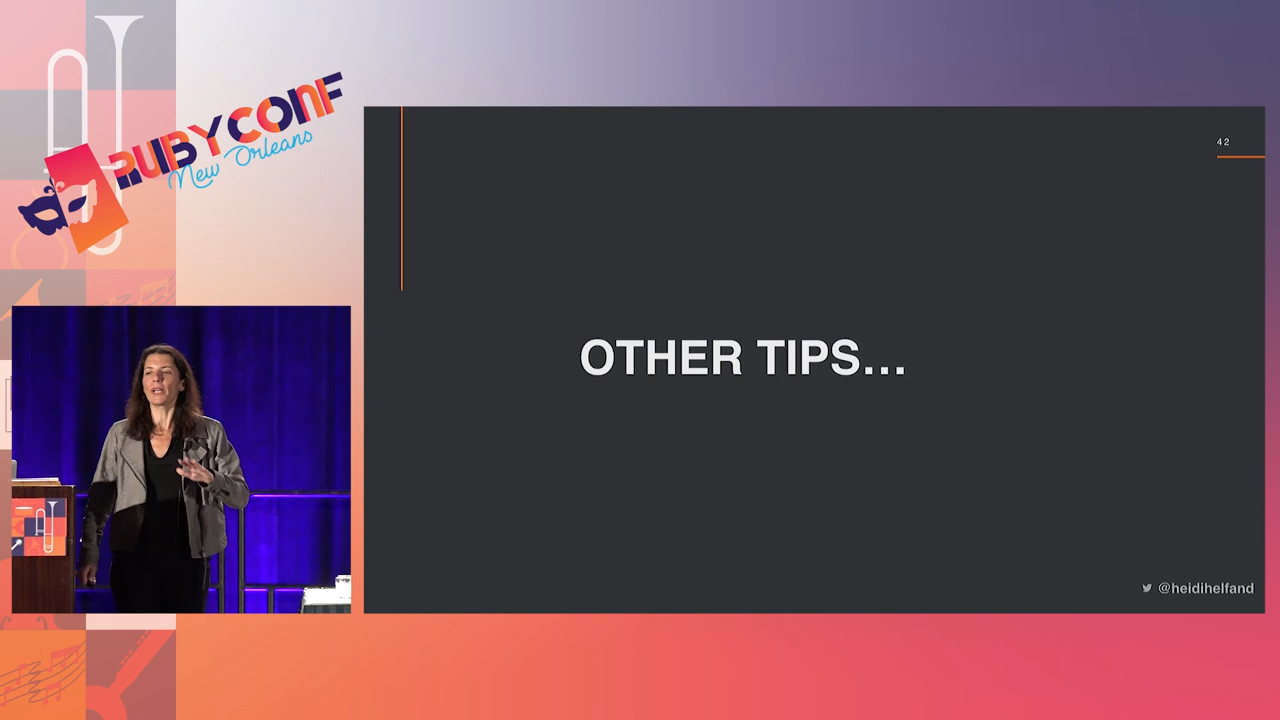 RUBYCONF
New Orleans
42
OTHER TIPS...
@heidihelfand